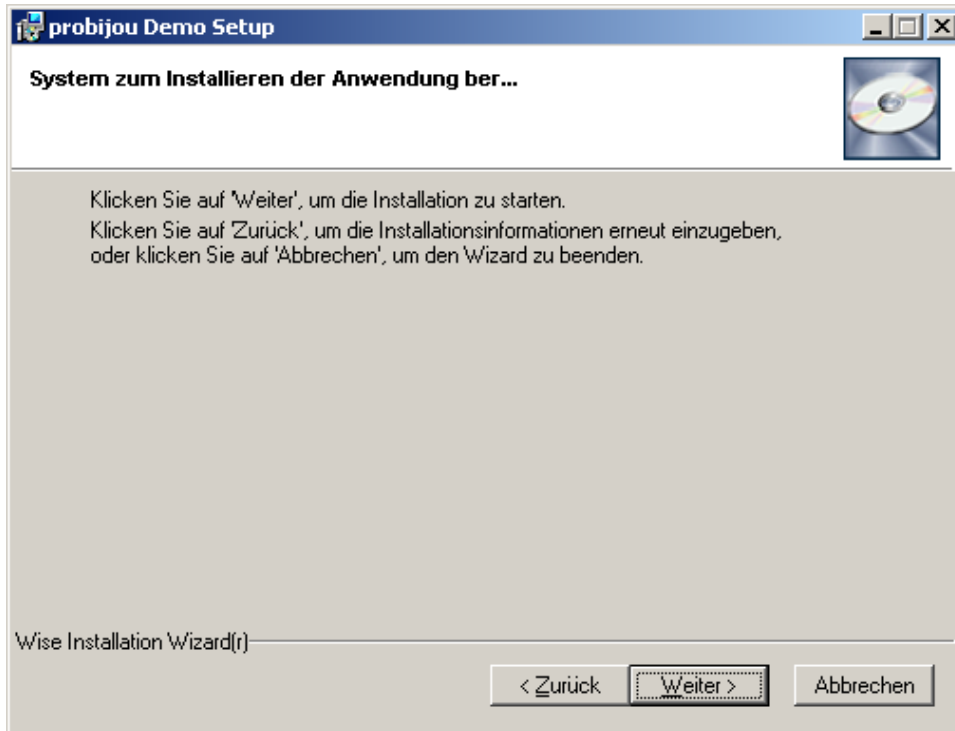 probijou Demo Setup
System zum Installieren der Anwendung ber...
Klicken Sie auf 'Weiter', um die Installation zu starten.
Klicken Sie auf 'Zurück', um die Installationsinformationen erneut einzugeben,
oder klicken Sie auf 'Abbrechen', um den Wizard zu beenden.
Wise Installation Wizard(r)
< Zurück Weiter > Abbrechen